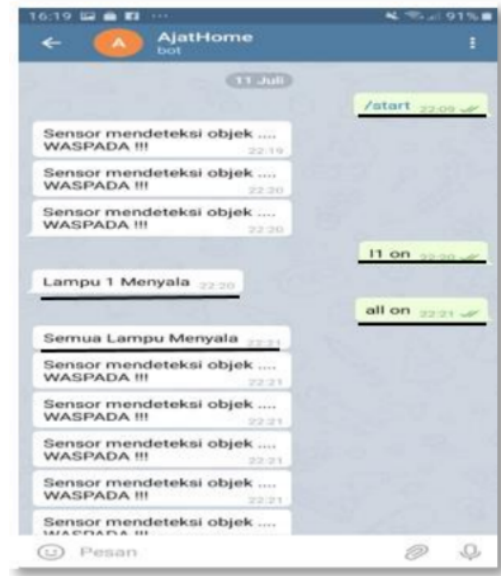 16:19 91%
A AjatHome
bot
11 Juli
/start 22:09
Sensor mendeteksi objek ....
WASPADA !!! 22:19
Sensor mendeteksi objek ....
WASPADA !!! 22:20
Sensor mendeteksi objek ....
WASPADA !!! 22:20
l1 on 22:20
Lampu 1 Menyala 22:20
all on 22:21
Semua Lampu Menyala 22:21
Sensor mendeteksi objek ....
WASPADA !!! 22:21
Sensor mendeteksi objek ....
WASPADA !!! 22:21
Sensor mendeteksi objek ....
WASPADA !!! 22:21
Sensor mendeteksi objek ....
WASPADA !!! 22:21
Sensor mendeteksi objek ....
WASPADA !!!
Pesan